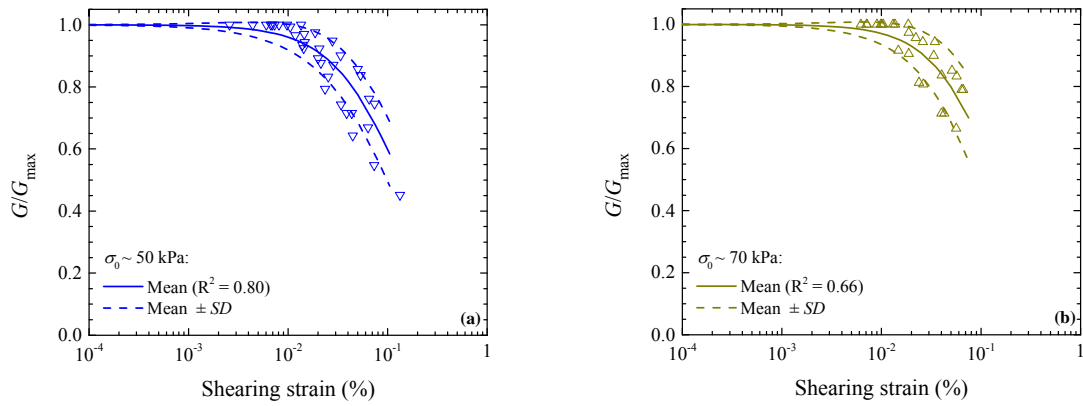 1.0
0.8
0.6
0.4
0.2
0.0
G/G_max
σ₀ ~ 50 kPa:
Mean (R² = 0.80)
Mean ± SD
(a)
10⁻⁴ 10⁻³ 10⁻² 10⁻¹ 1
Shearing strain (%)
1.0
0.8
0.6
0.4
0.2
0.0
G/G_max
σ₀ ~ 70 kPa:
Mean (R² = 0.66)
Mean ± SD
(b)
10⁻⁴ 10⁻³ 10⁻² 10⁻¹ 1
Shearing strain (%)